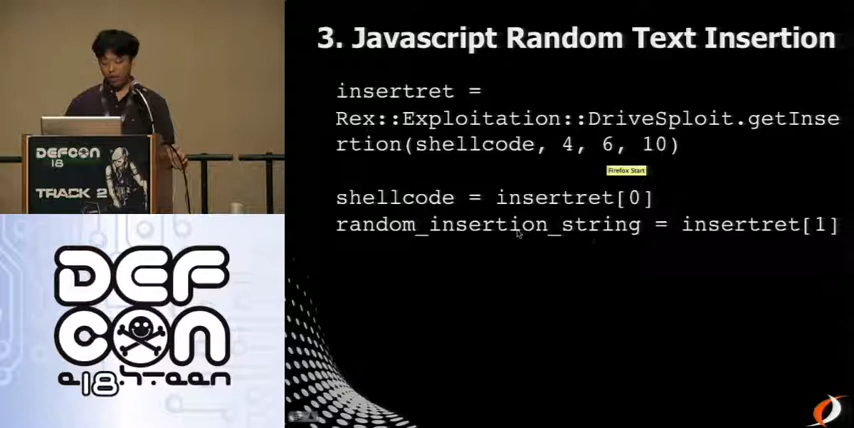 3. Javascript Random Text Insertion
insertret =
Rex::Exploitation::DriveSploit.getInse
rtion(shellcode, 4, 6, 10)
Firefox Start
shellcode = insertret[0]
random_insertion_string = insertret[1]
DEFCON
18
TRACK 2
DEF
CON
e18hteen